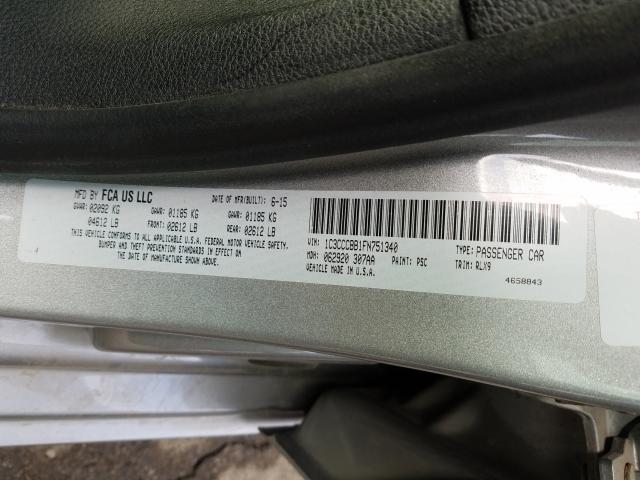 MFD BY FCA US LLC DATE OF MFR(BUILT): 6-15
GVWR: 02092 KG GAWR: 01185 KG GAWR: 01185 KG
04612 LB FRONT: 02612 LB REAR: 02612 LB
THIS VEHICLE CONFORMS TO ALL APPLICABLE U.S.A. FEDERAL MOTOR VEHICLE SAFETY,
BUMPER AND THEFT PREVENTION STANDARDS IN EFFECT ON
THE DATE OF MANUFACTURE SHOWN ABOVE.
VIN: 1C3CCCBB1FN751340 TYPE: PASSENGER CAR
MDH: 062920 307AA PAINT: PSC TRIM: RLX9
VEHICLE MADE IN U.S.A.
4658843